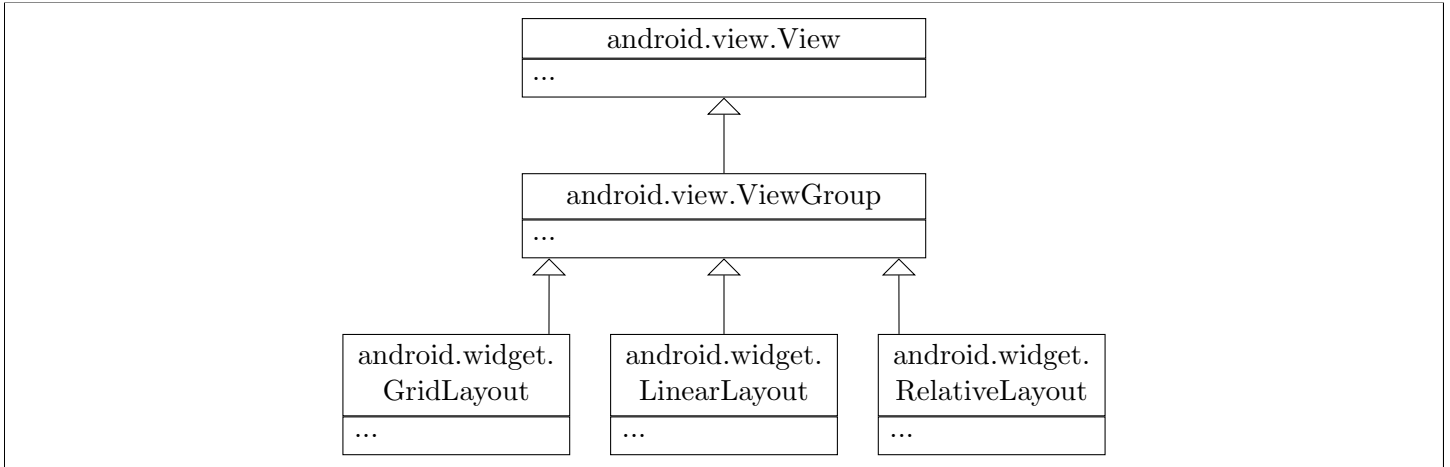 android.view.View
...
android.view.ViewGroup
...
android.widget.
GridLayout
...
android.widget.
LinearLayout
...
android.widget.
RelativeLayout
...